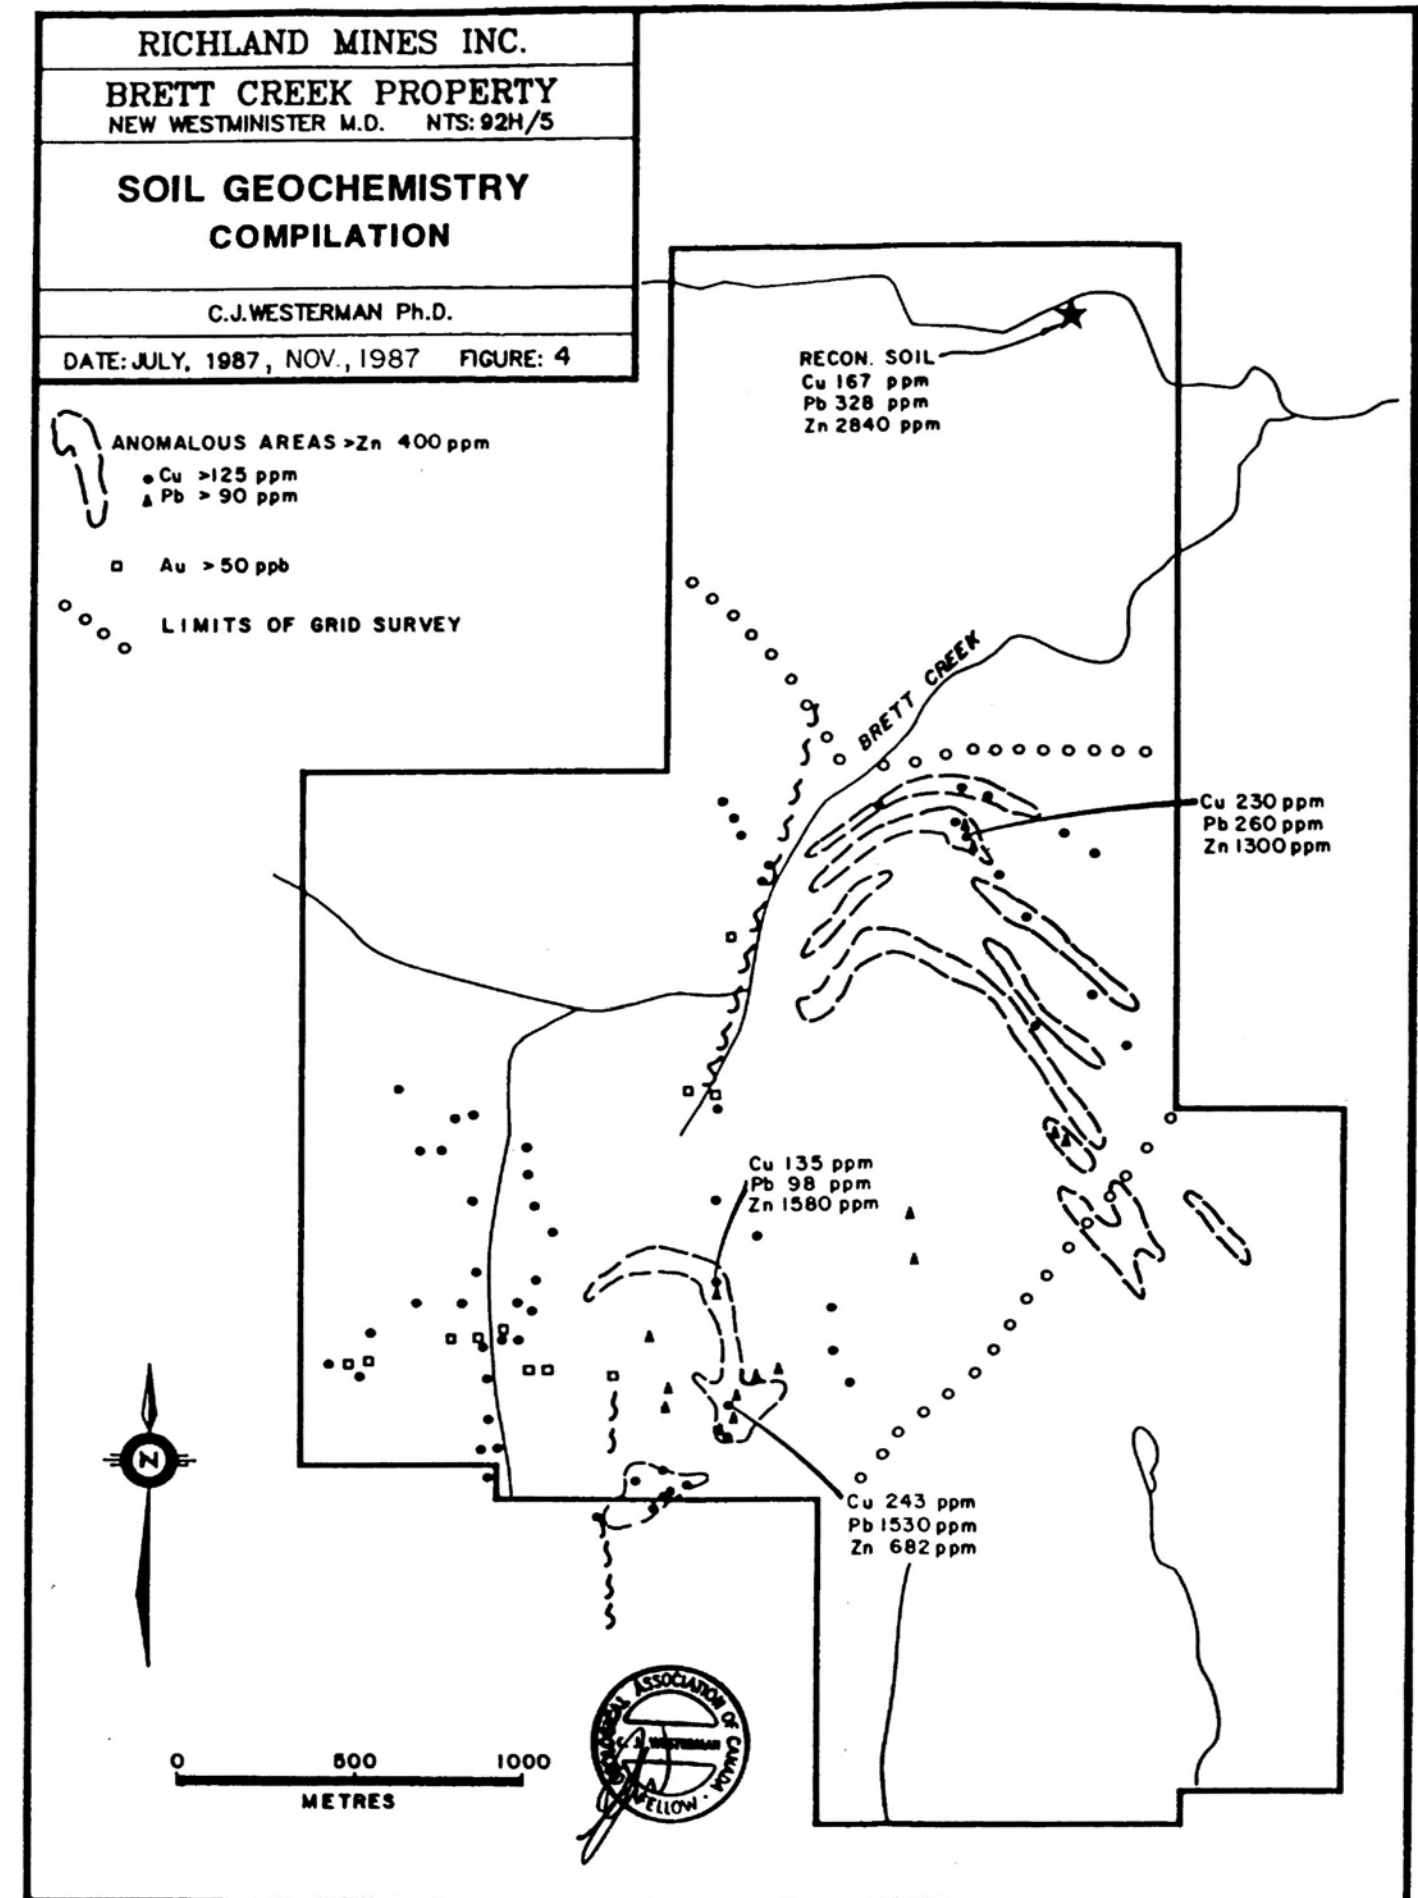 RICHLAND MINES INC.
BRETT CREEK PROPERTY
NEW WESTMINISTER M.D. NTS: 92H/5
SOIL GEOCHEMISTRY
COMPILATION
C.J.WESTERMAN Ph.D.
DATE: JULY, 1987, NOV., 1987 FIGURE: 4
ANOMALOUS AREAS >Zn 400 ppm
Cu >125 ppm
Pb > 90 ppm
Au > 50 ppb
LIMITS OF GRID SURVEY
RECON. SOIL
Cu 167 ppm
Pb 328 ppm
Zn 2840 ppm
BRETT CREEK
Cu 230 ppm
Pb 260 ppm
Zn 1300 ppm
Cu 135 ppm
Pb 98 ppm
Zn 1580 ppm
Cu 243 ppm
Pb 1530 ppm
Zn 682 ppm
N
0 500 1000
METRES
ASSOCIATION OF CANADA
C. J. WESTERMAN
FELLOW